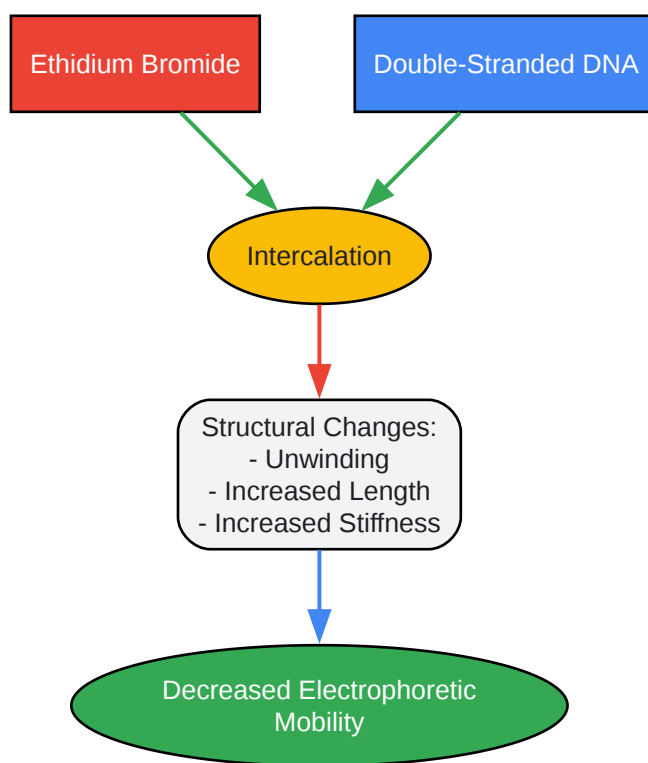 Ethidium Bromide
Double-Stranded DNA
Intercalation
Structural Changes:
- Unwinding
- Increased Length
- Increased Stiffness
Decreased Electrophoretic
Mobility